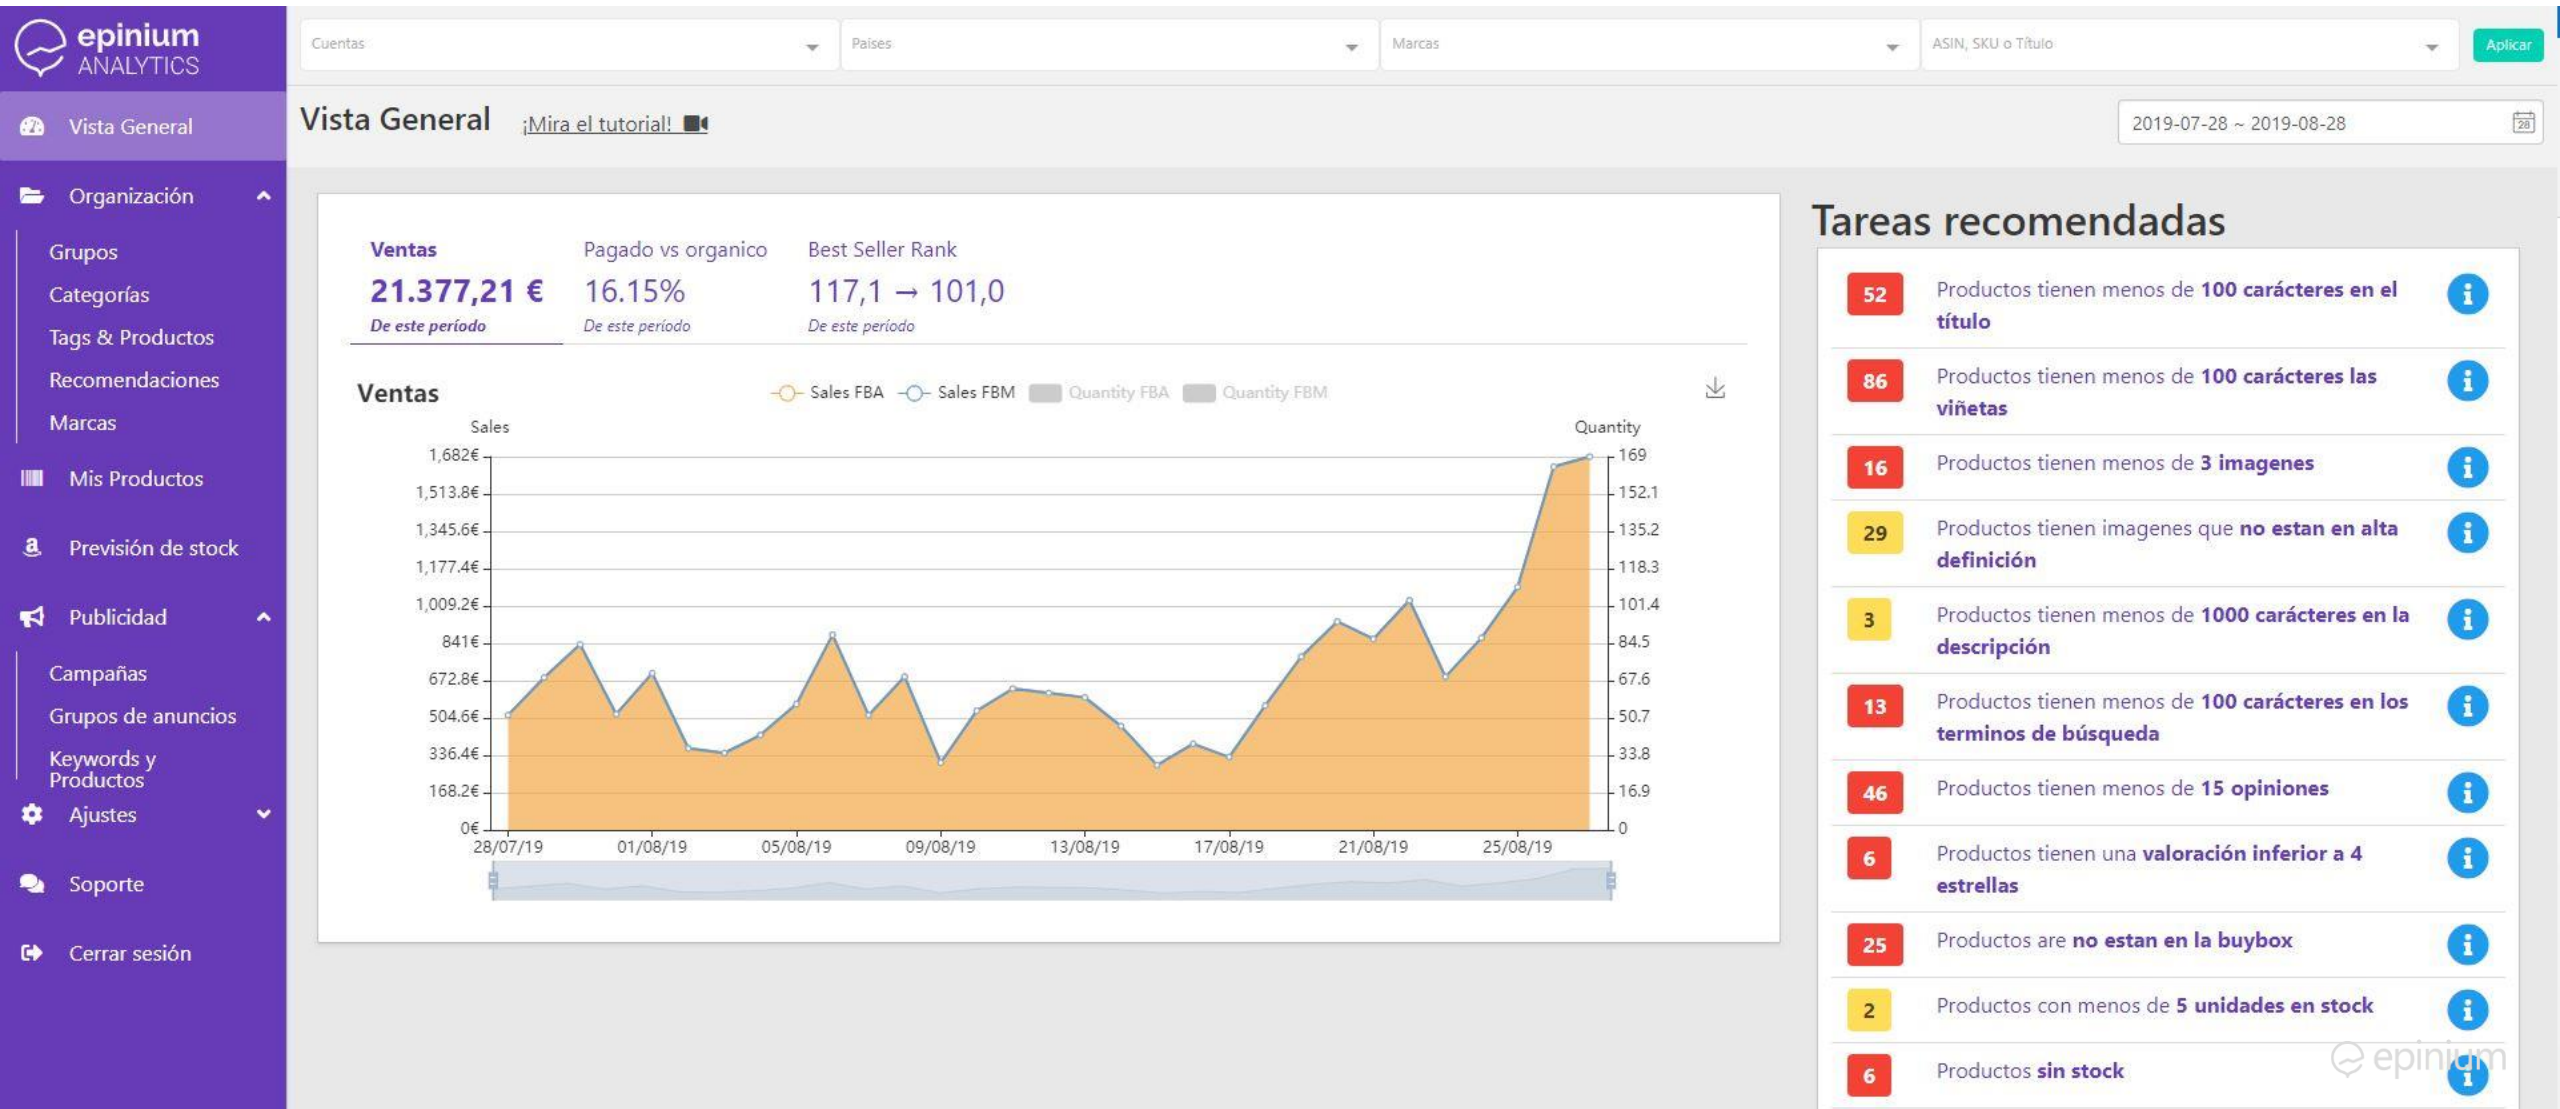 epinium
ANALYTICS
Vista General
Organización
Grupos
Categorías
Tags & Productos
Recomendaciones
Marcas
Mis Productos
Previsión de stock
Publicidad
Campañas
Grupos de anuncios
Keywords y
Productos
Ajustes
Soporte
Cerrar sesión
Cuentas
Países
Marcas
ASIN, SKU o Título
Aplicar
Vista General
¡Mira el tutorial!
2019-07-28 ~ 2019-08-28
28
Ventas
21.377,21 €
De este período
Pagado vs organico
16.15%
De este período
Best Seller Rank
117,1 → 101,0
De este período
Ventas
Sales FBA
Sales FBM
Quantity FBA
Quantity FBM
Sales
1,682€
1,513.8€
1,345.6€
1,177.4€
1,009.2€
841€
672.8€
504.6€
336.4€
168.2€
0€
Quantity
169
152.1
135.2
118.3
101.4
84.5
67.6
50.7
33.8
16.9
0
28/07/19
01/08/19
05/08/19
09/08/19
13/08/19
17/08/19
21/08/19
25/08/19
Tareas recomendadas
52
Productos tienen menos de 100 carácteres en el
título
86
Productos tienen menos de 100 carácteres las
viñetas
16
Productos tienen menos de 3 imagenes
29
Productos tienen imagenes que no estan en alta
definición
3
Productos tienen menos de 1000 carácteres en la
descripción
13
Productos tienen menos de 100 carácteres en los
terminos de búsqueda
46
Productos tienen menos de 15 opiniones
6
Productos tienen una valoración inferior a 4
estrellas
25
Productos are no estan en la buybox
2
Productos con menos de 5 unidades en stock
6
Productos sin stock
epinium